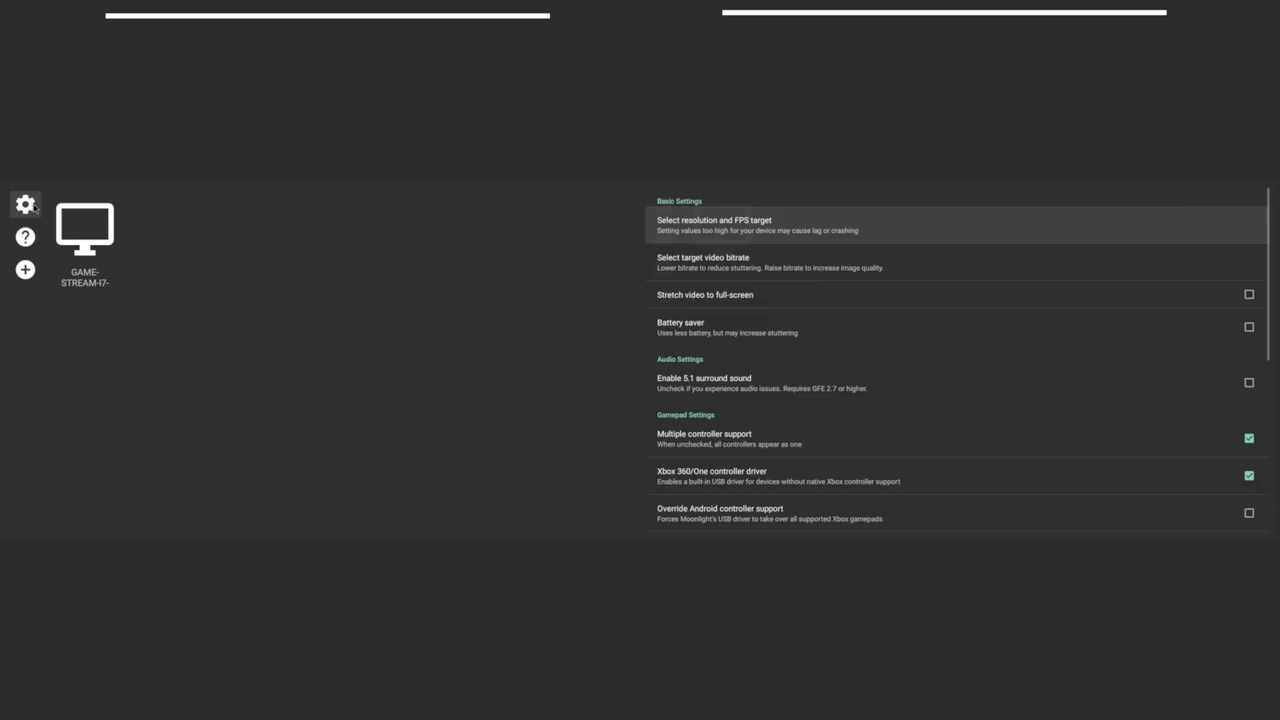 GAME-
STREAM-I7-
Basic Settings
Select resolution and FPS target
Setting values too high for your device may cause lag or crashing
Select target video bitrate
Lower bitrate to reduce stuttering. Raise bitrate to increase image quality.
Stretch video to full-screen
Battery saver
Uses less battery, but may increase stuttering
Audio Settings
Enable 5.1 surround sound
Uncheck if you experience audio issues. Requires GFE 2.7 or higher.
Gamepad Settings
Multiple controller support
When unchecked, all controllers appear as one
Xbox 360/One controller driver
Enables a built-in USB driver for devices without native Xbox controller support
Override Android controller support
Forces Moonlight's USB driver to take over all supported Xbox gamepads